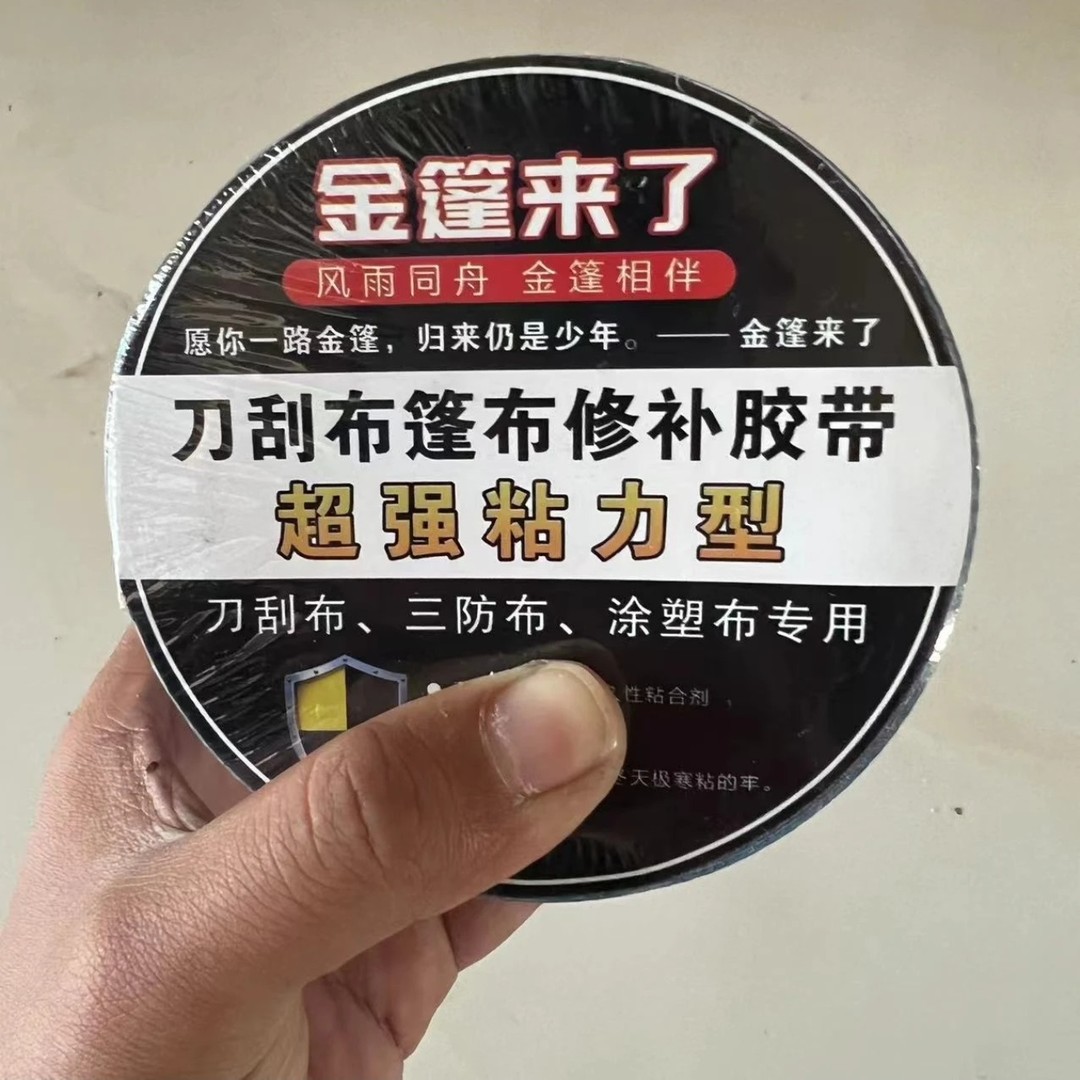 金篷来了
风雨同舟 金篷相伴
愿你一路金篷，归来仍是少年。——金篷来了
刀刮布篷布修补胶带
超强粘力型
刀刮布、三防布、涂塑布专用
性粘合剂，
冬天极寒粘的牢。